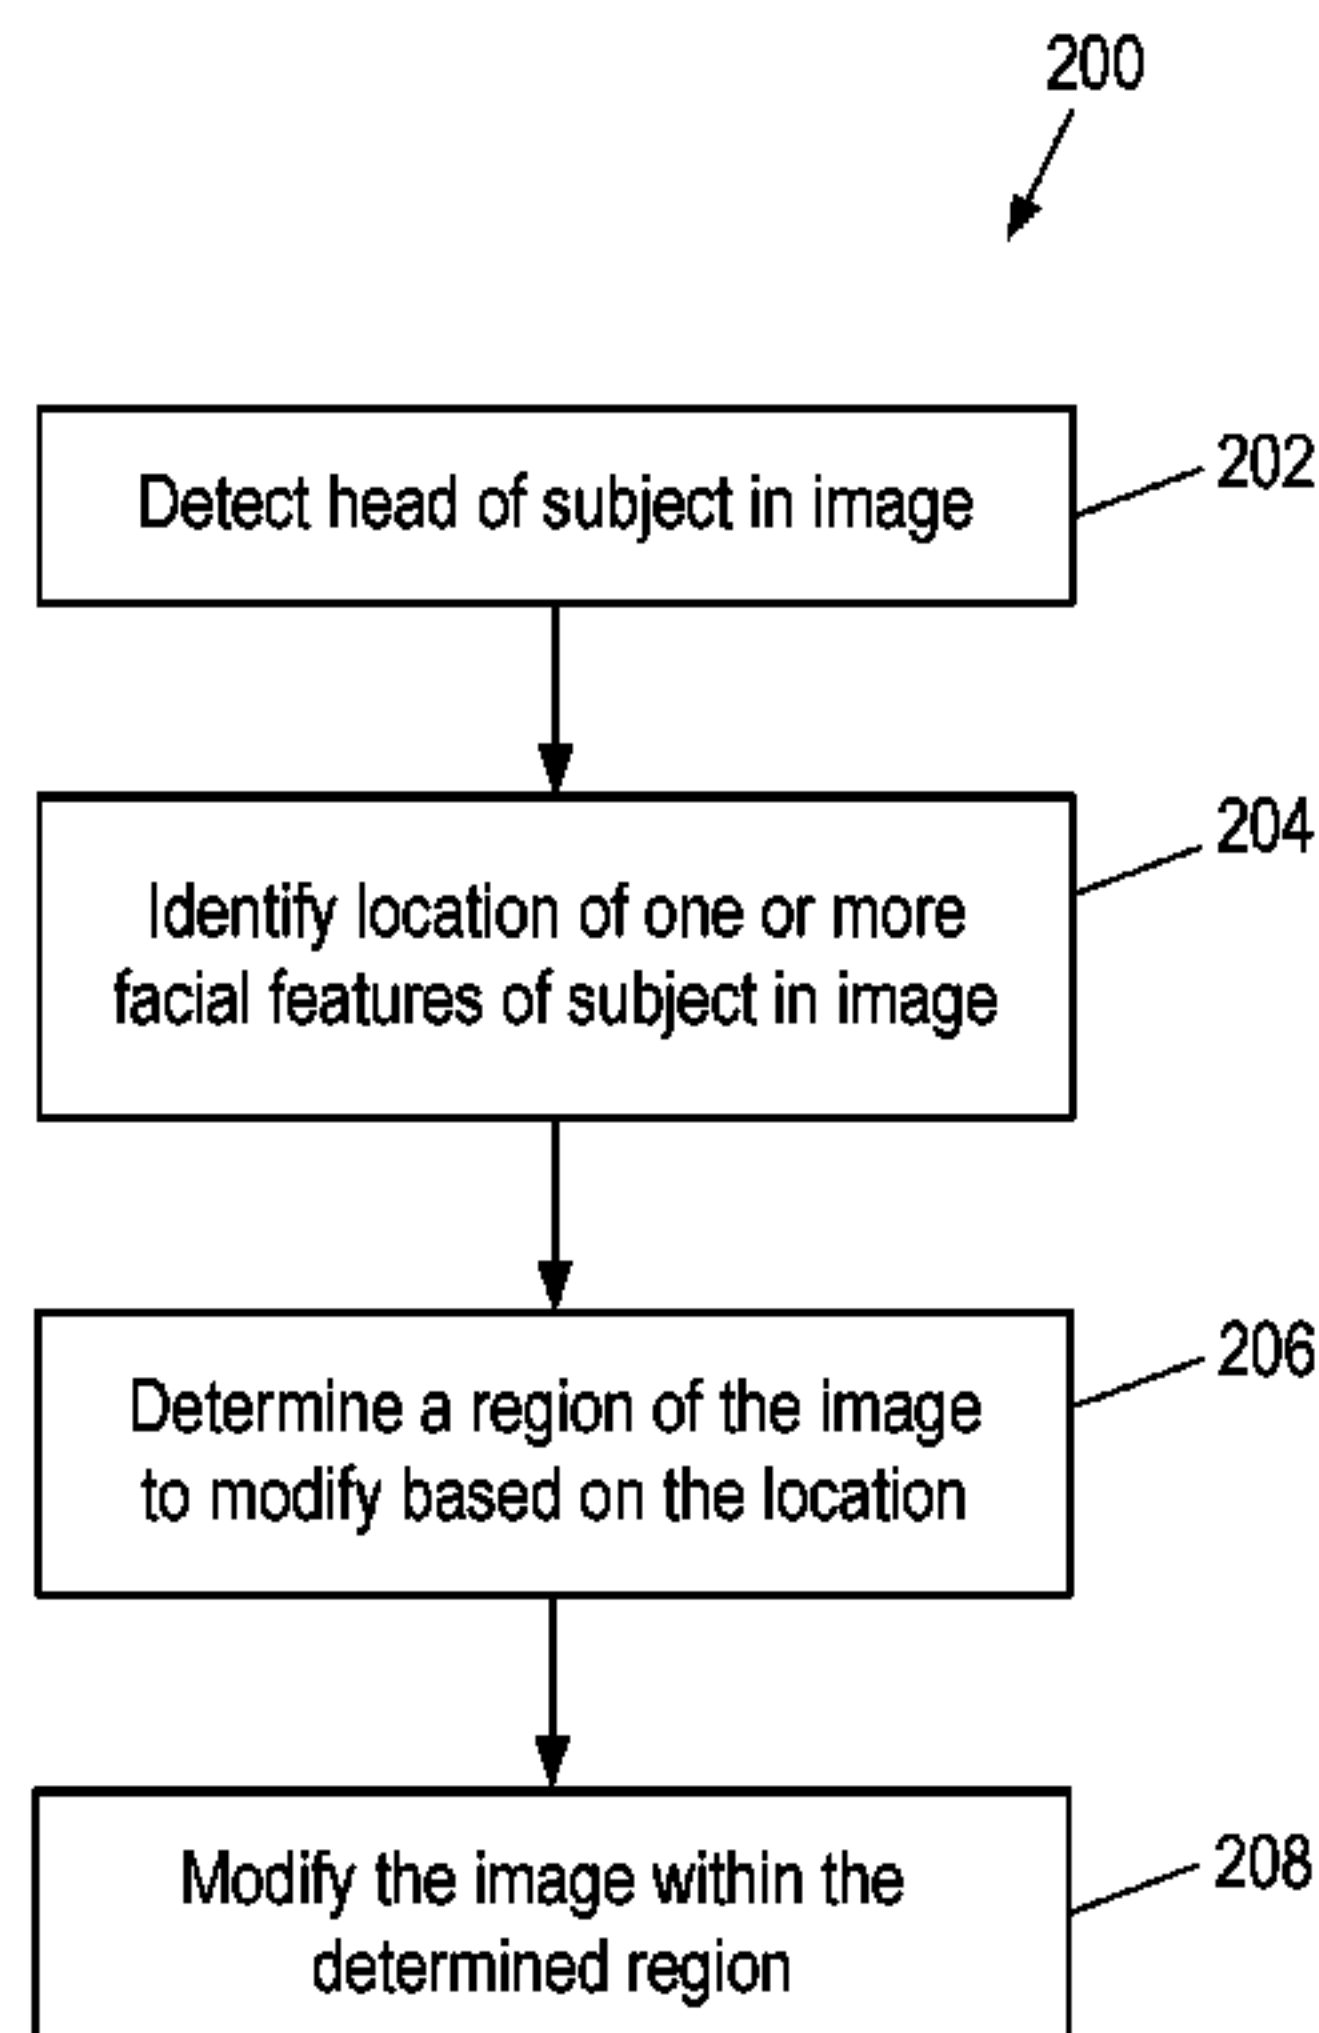 200
Detect head of subject in image
202
Identify location of one or more
facial features of subject in image
204
Determine a region of the image
to modify based on the location
206
Modify the image within the
determined region
208